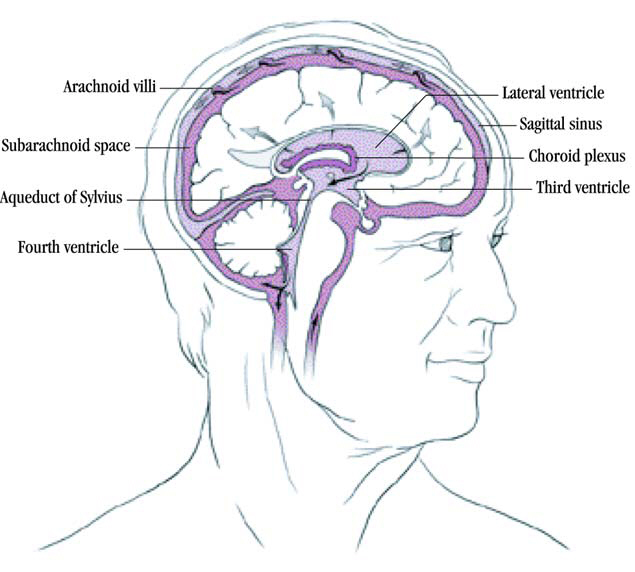 Arachnoid villi
Subarachnoid space
Aqueduct of Sylvius
Fourth ventricle
Lateral ventricle
Sagittal sinus
Choroid plexus
Third ventricle